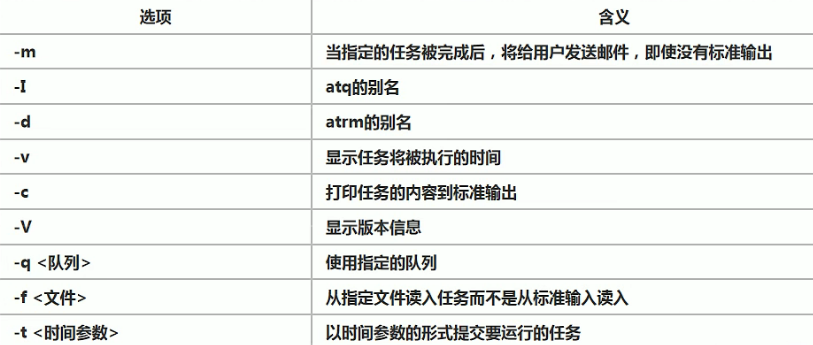 选项 含义
-m 当指定的任务被完成后，将给用户发送邮件，即使没有标准输出
-I atq的别名
-d atrm的别名
-v 显示任务将被执行的时间
-c 打印任务的内容到标准输出
-V 显示版本信息
-q <队列> 使用指定的队列
-f <文件> 从指定文件读入任务而不是从标准输入读入
-t <时间参数> 以时间参数的形式提交要运行的任务